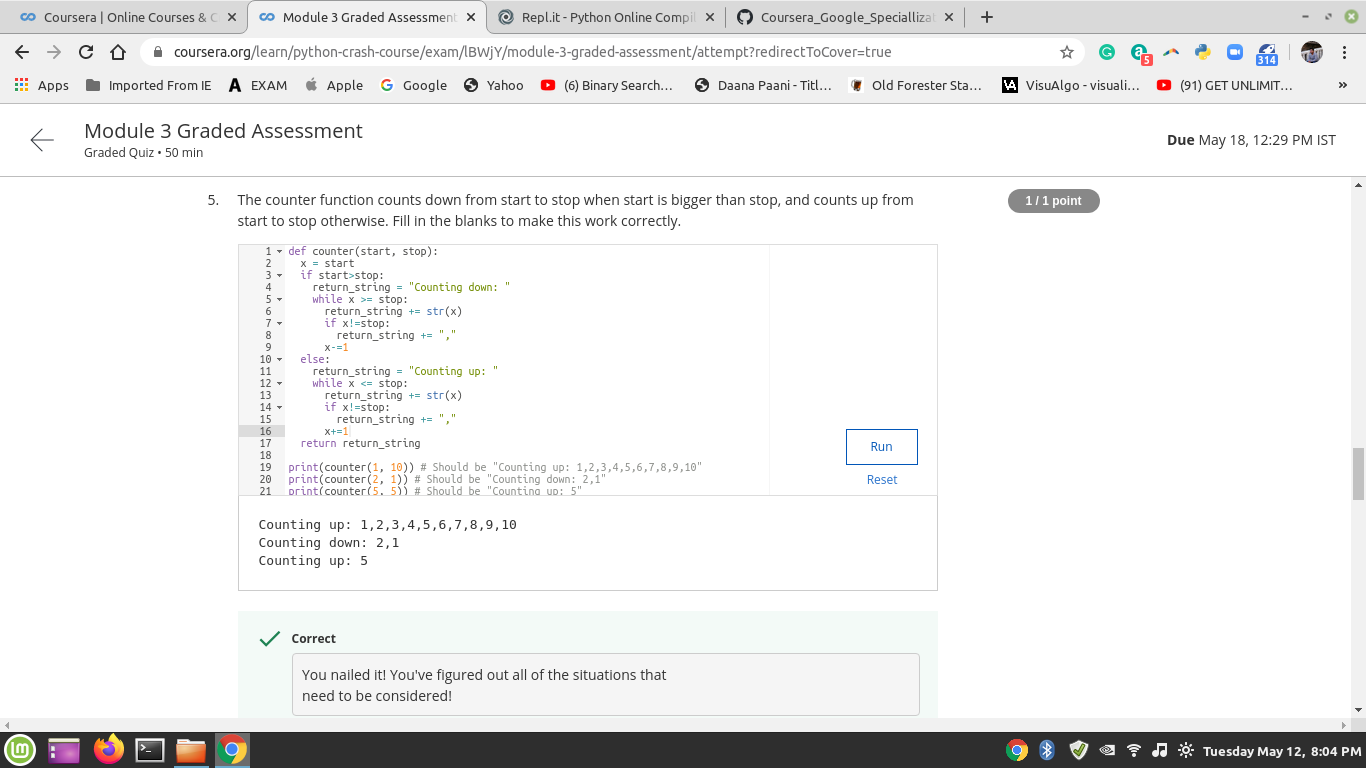 Coursera | Online Courses & C
Module 3 Graded Assessment
Repl.it - Python Online Compil
Coursera_Google_Speciallizat
coursera.org/learn/python-crash-course/exam/lBWjY/module-3-graded-assessment/attempt?redirectToCover=true
5
314
Apps
Imported From IE
EXAM
Apple
Google
Yahoo
(6) Binary Search...
Daana Paani - Titl...
Old Forester Sta...
VisuAlgo - visuali...
(91) GET UNLIMIT...
»
Module 3 Graded Assessment
Graded Quiz • 50 min
Due May 18, 12:29 PM IST
5. The counter function counts down from start to stop when start is bigger than stop, and counts up from
start to stop otherwise. Fill in the blanks to make this work correctly.
1 / 1 point
1 def counter(start, stop):
2   x = start
3   if start>stop:
4     return_string = "Counting down: "
5     while x >= stop:
6       return_string += str(x)
7       if x!=stop:
8         return_string += ","
9       x-=1
10   else:
11     return_string = "Counting up: "
12     while x <= stop:
13       return_string += str(x)
14       if x!=stop:
15         return_string += ","
16       x+=1
17   return return_string
18
19 print(counter(1, 10)) # Should be "Counting up: 1,2,3,4,5,6,7,8,9,10"
20 print(counter(2, 1)) # Should be "Counting down: 2,1"
21 print(counter(5, 5)) # Should be "Counting up: 5"
Run
Reset
Counting up: 1,2,3,4,5,6,7,8,9,10
Counting down: 2,1
Counting up: 5
Correct
You nailed it! You've figured out all of the situations that
need to be considered!
Tuesday May 12, 8:04 PM